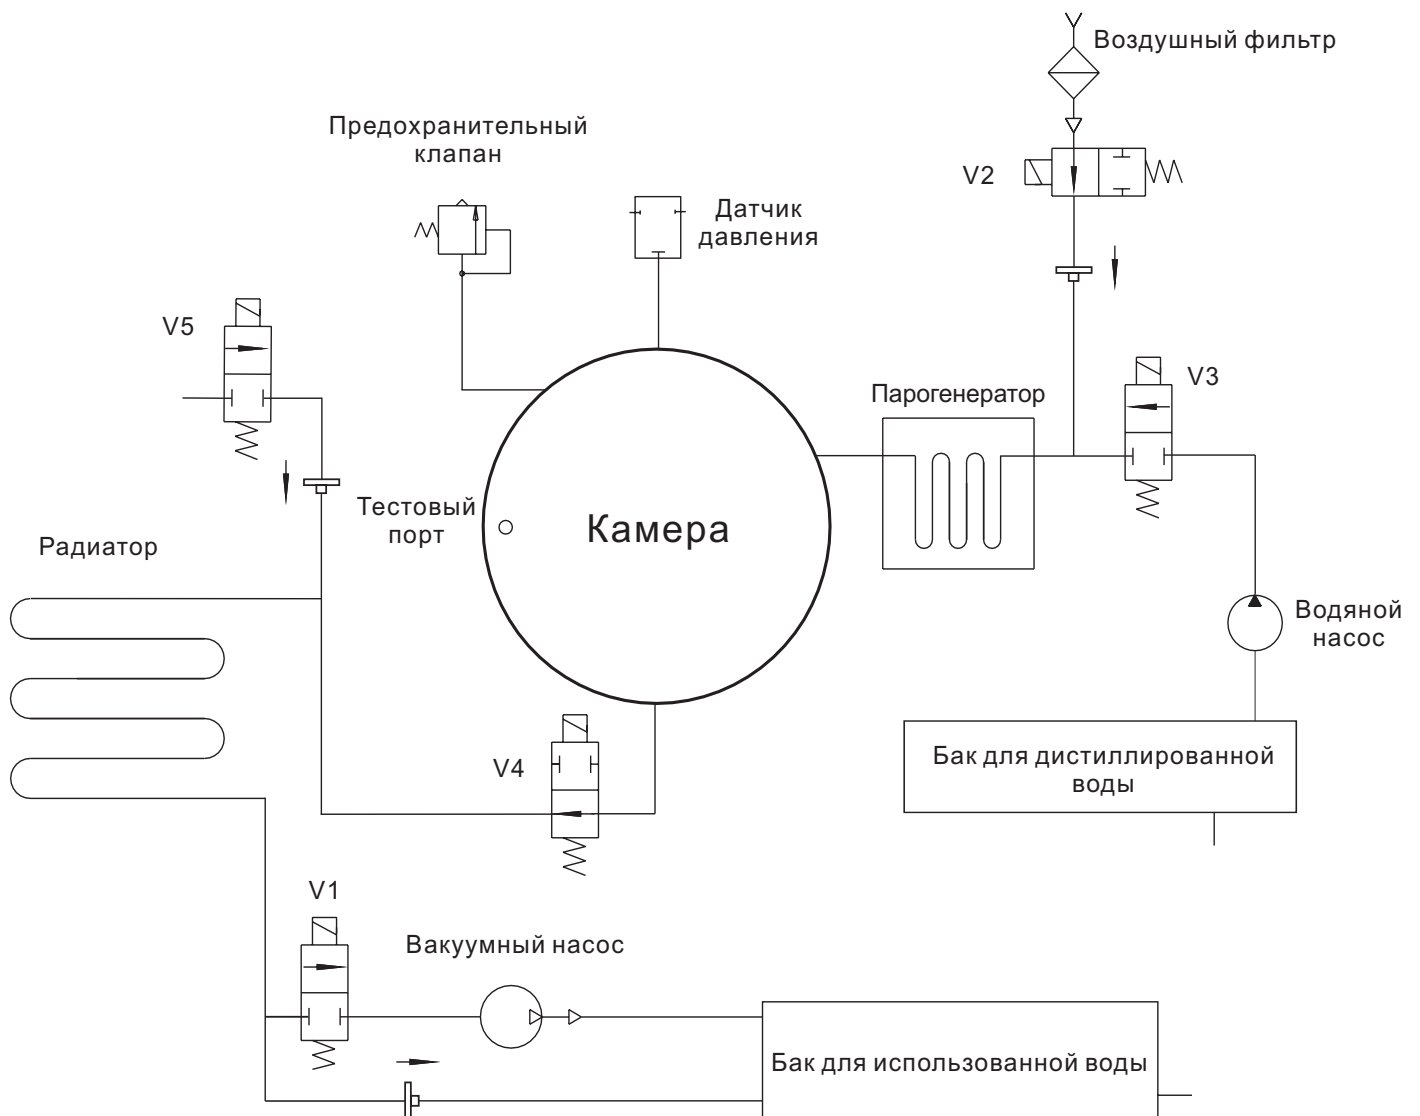 Воздушный фильтр
Предохранительный
клапан
V2
Датчик
давления
V5
V3
Парогенератор
Тестовый
порт
Камера
Радиатор
Водяной
насос
V4
Бак для дистиллированной
воды
V1
Вакуумный насос
Бак для использованной воды